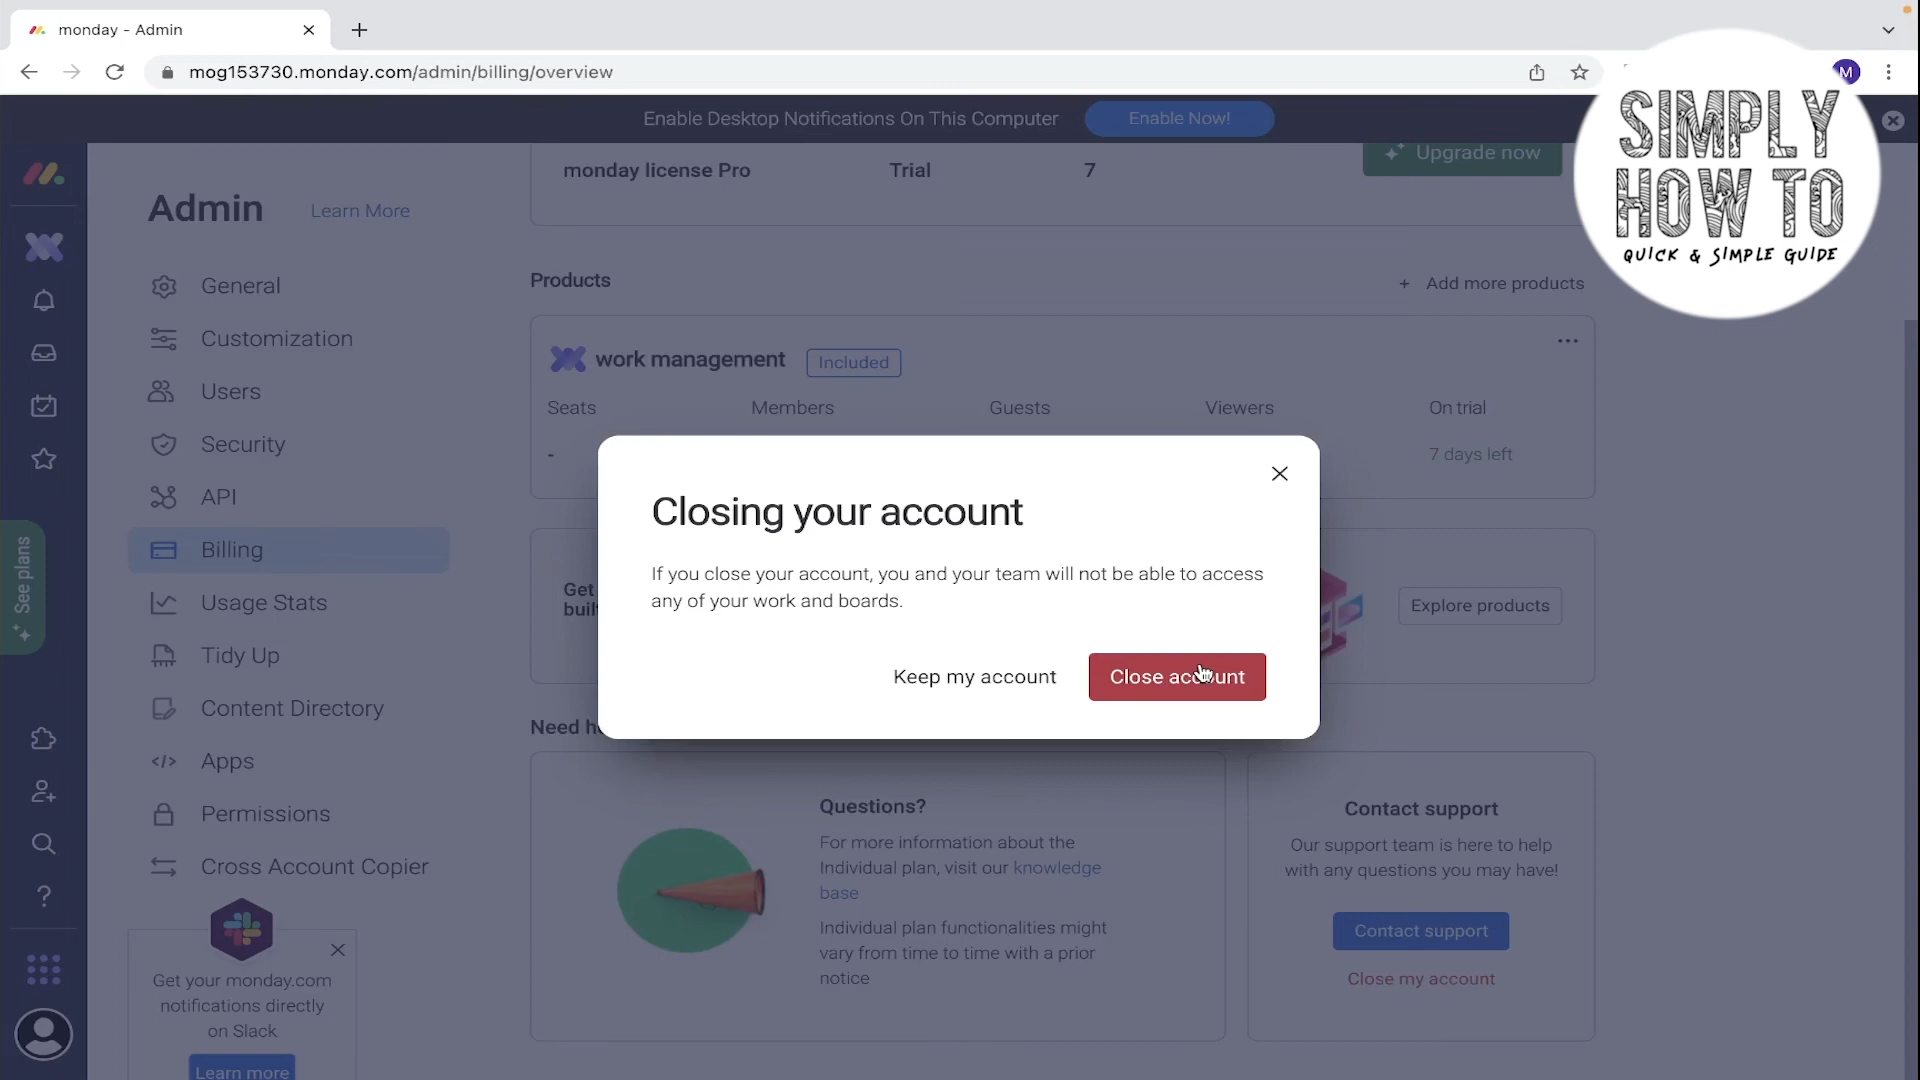 monday - Admin
mog153730.monday.com/admin/billing/overview
M
SIMPLY
HOW TO
QUICK & SIMPLE GUIDE
Enable Desktop Notifications On This Computer
Enable Now!
monday license Pro
Trial
7
Upgrade now
Admin
Learn More
General
Customization
Users
Security
API
Billing
Usage Stats
Tidy Up
Content Directory
Apps
Permissions
Cross Account Copier
See plans
Get your monday.com
notifications directly
on Slack
Learn more
Products
+ Add more products
work management
Included
Seats
Members
Guests
Viewers
On trial
-
7 days left
Get
Explore products
Closing your account
If you close your account, you and your team will not be able to access
any of your work and boards.
Keep my account
Close account
Need
Questions?
For more information about the
Individual plan, visit our knowledge
base
Individual plan functionalities might
vary from time to time with a prior
notice
Contact support
Our support team is here to help
with any questions you may have!
Contact support
Close my account